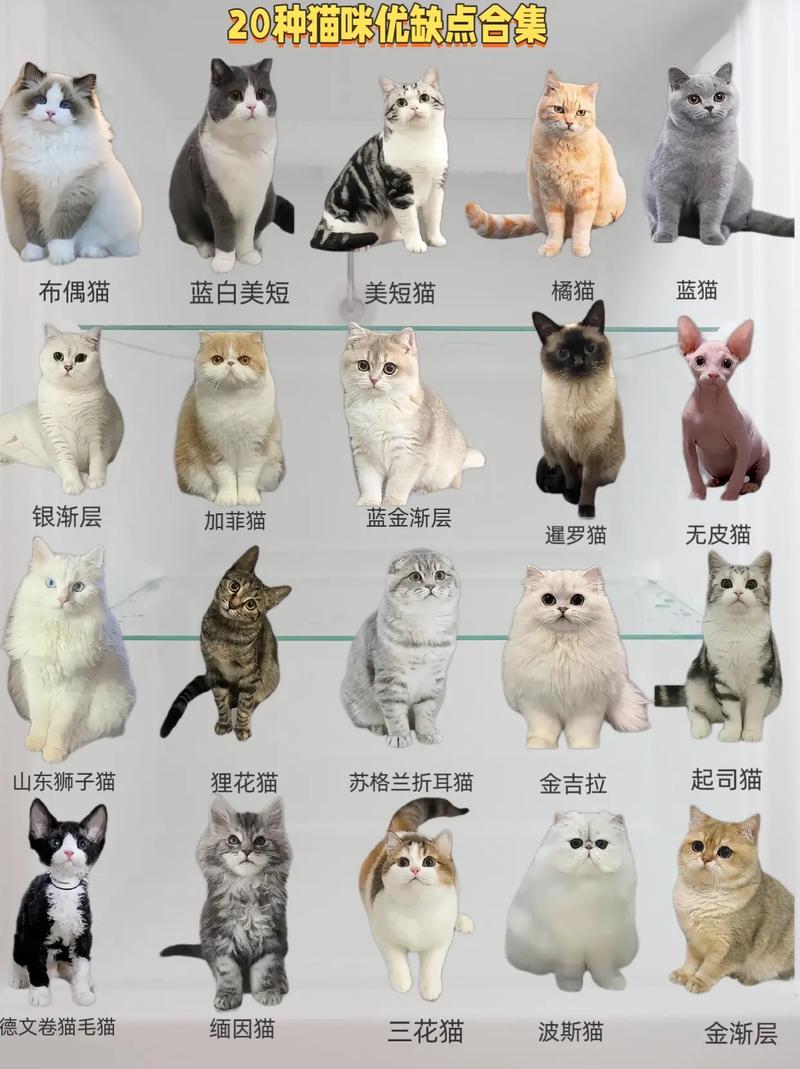 20种猫咪优缺点合集
布偶猫
蓝白美短
美短猫
橘猫
蓝猫
银渐层
加菲猫
蓝金渐层
暹罗猫
无皮猫
山东狮子猫
狸花猫
苏格兰折耳猫
金吉拉
起司猫
德文卷猫毛猫
缅因猫
三花猫
波斯猫
金渐层